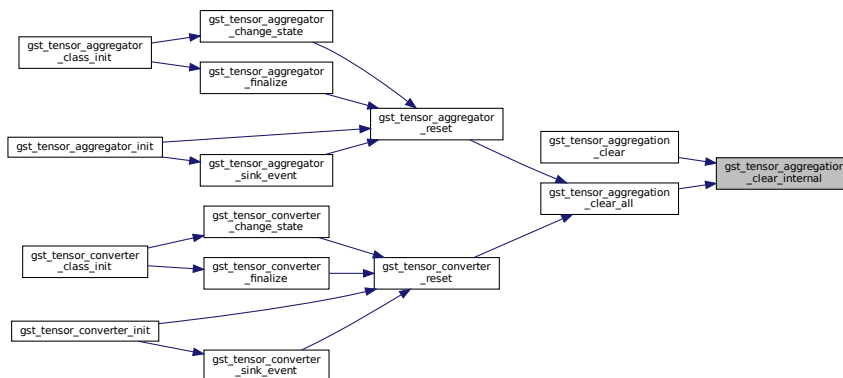 gst_tensor_aggregator
_change_state
gst_tensor_aggregator
_class_init
gst_tensor_aggregator
_finalize
gst_tensor_aggregator
_reset
gst_tensor_aggregator_init
gst_tensor_aggregator
_sink_event
gst_tensor_aggregation
_clear
gst_tensor_aggregation
_clear_internal
gst_tensor_aggregation
_clear_all
gst_tensor_converter
_change_state
gst_tensor_converter
_class_init
gst_tensor_converter
_finalize
gst_tensor_converter
_reset
gst_tensor_converter_init
gst_tensor_converter
_sink_event